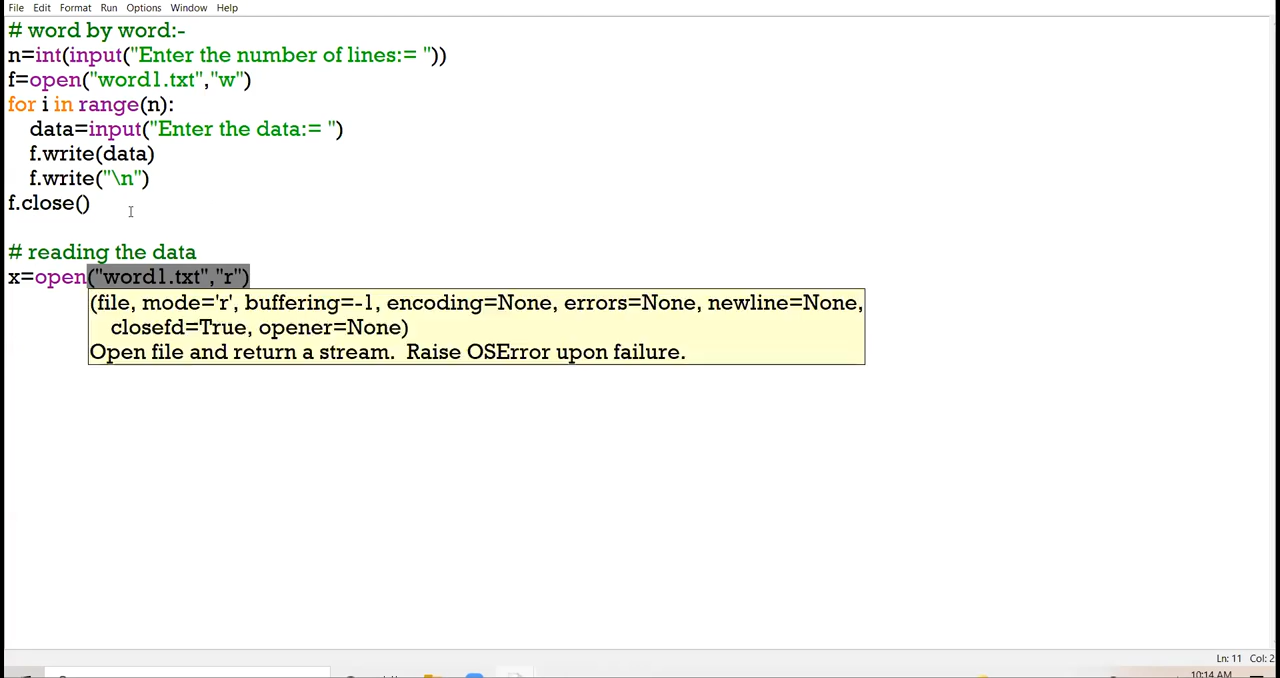 File Edit Format Run Options Window Help
# word by word:-
n=int(input("Enter the number of lines:= "))
f=open("word1.txt","w")
for i in range(n):
    data=input("Enter the data:= ")
    f.write(data)
    f.write("\n")
f.close()
# reading the data
x=open("word1.txt","r")
(file, mode='r', buffering=-1, encoding=None, errors=None, newline=None,
closefd=True, opener=None)
Open file and return a stream.  Raise OSError upon failure.
Ln: 11 Col: 2
10:14 AM